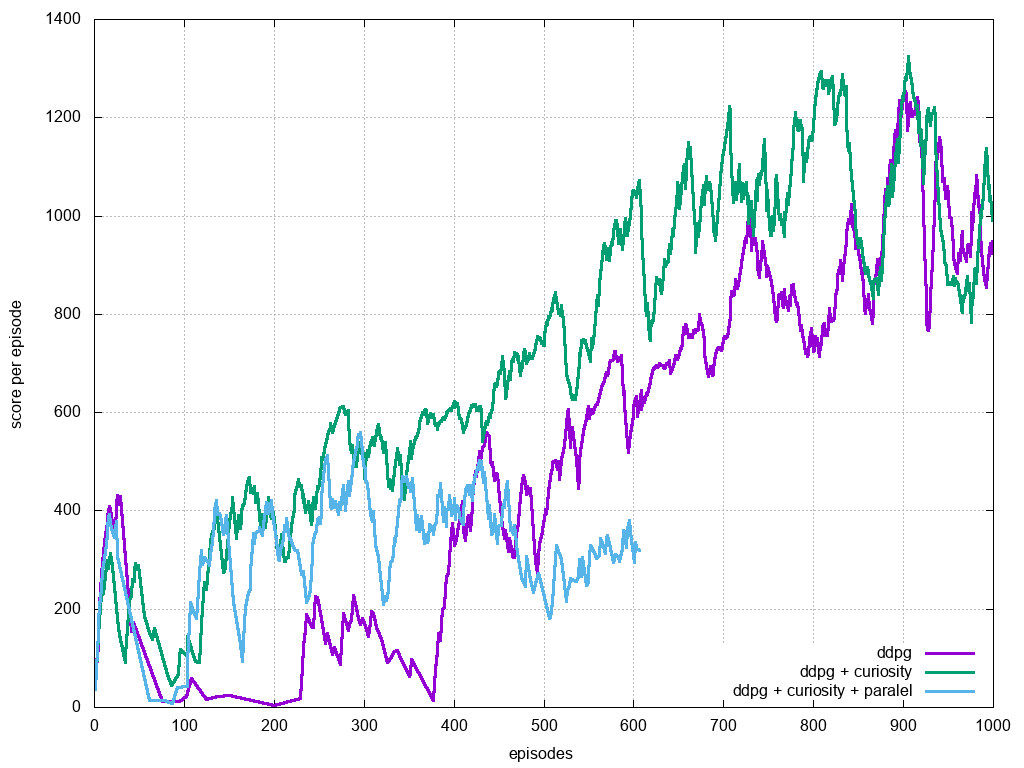 1400
1200
1000
800
600
400
200
0
score per episode
ddpg
ddpg + curiosity
ddpg + curiosity + paralel
0 100 200 300 400 500 600 700 800 900 1000
episodes